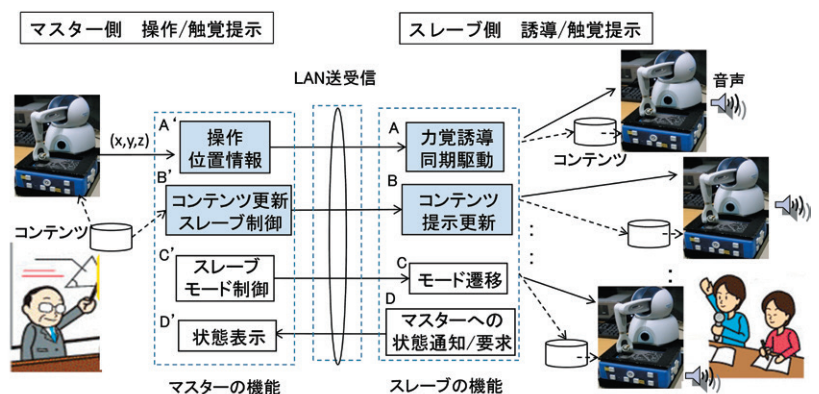 マスター側 操作/触覚提示
スレーブ側 誘導/触覚提示
LAN送受信
音声
(x,y,z)
A'
操作
位置情報
A
力覚誘導
同期駆動
コンテンツ
B'
コンテンツ更新
スレーブ制御
B
コンテンツ
提示更新
コンテンツ
C'
スレーブ
モード制御
C
モード遷移
D'
状態表示
D
マスターへの
状態通知/要求
マスターの機能
スレーブの機能